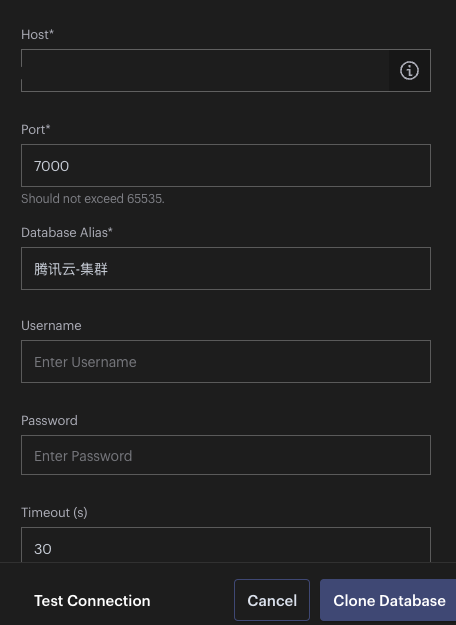 Host*
Port*
7000
Should not exceed 65535.
Database Alias*
腾讯云-集群
Username
Enter Username
Password
Enter Password
Timeout (s)
30
Test Connection
Cancel
Clone Database